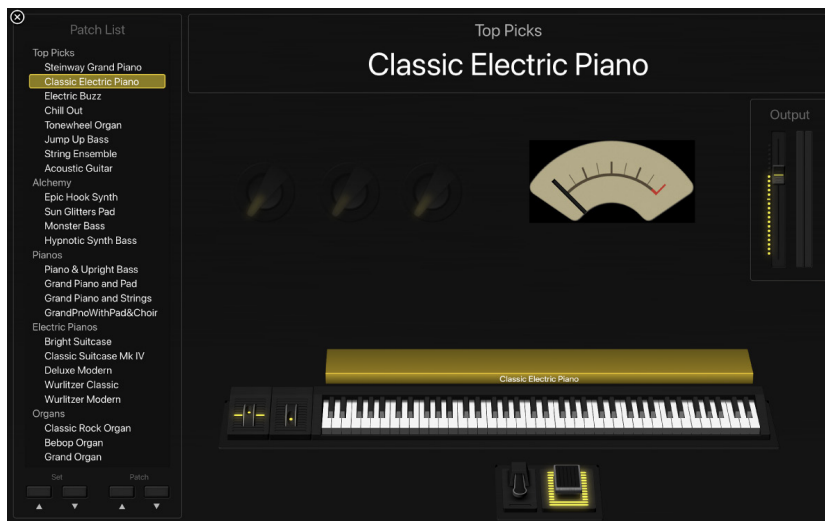 Patch List
Top Picks
Steinway Grand Piano
Classic Electric Piano
Electric Buzz
Chill Out
Tonewheel Organ
Jump Up Bass
String Ensemble
Acoustic Guitar
Alchemy
Epic Hook Synth
Sun Glitters Pad
Monster Bass
Hypnotic Synth Bass
Pianos
Piano & Upright Bass
Grand Piano and Pad
Grand Piano and Strings
GrandPnoWithPad&Choir
Electric Pianos
Bright Suitcase
Classic Suitcase Mk IV
Deluxe Modern
Wurlitzer Classic
Wurlitzer Modern
Organs
Classic Rock Organ
Bebop Organ
Grand Organ
Set
Patch
Top Picks
Classic Electric Piano
Output
Classic Electric Piano